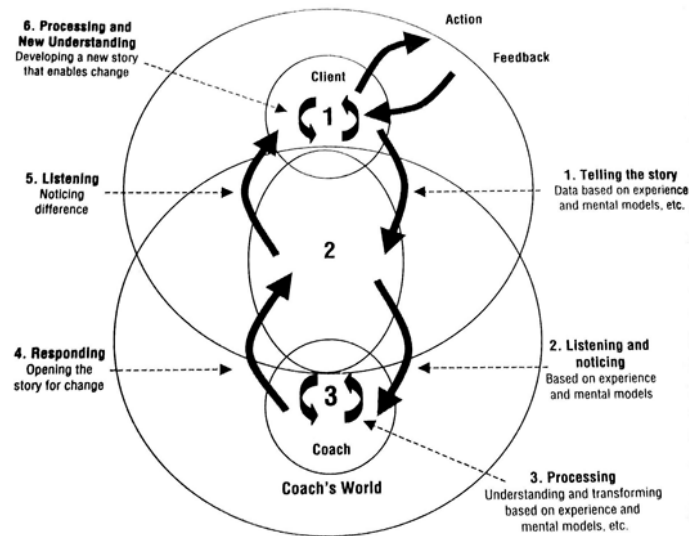 6. Processing and
New Understanding
Developing a new story
that enables change
Action
Feedback
Client
1
5. Listening
Noticing
difference
1. Telling the story
Data based on experience
and mental models, etc.
2
4. Responding
Opening the
story for change
2. Listening and
noticing
Based on experience
and mental models
3
Coach
Coach's World
3. Processing
Understanding and transforming
based on experience and
mental models, etc.